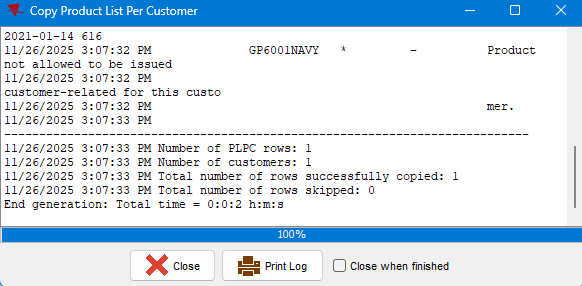 Copy Product List Per Customer
2021-01-14 616
11/26/2025 3:07:32 PM GP6001NAVY * - Product
not allowed to be issued
11/26/2025 3:07:32 PM
customer-related for this custo
11/26/2025 3:07:32 PM mer.
11/26/2025 3:07:33 PM
---------------------------------------------------------------------------
11/26/2025 3:07:33 PM Number of PLPC rows: 1
11/26/2025 3:07:33 PM Number of customers: 1
11/26/2025 3:07:33 PM Total number of rows successfully copied: 1
11/26/2025 3:07:33 PM Total number of rows skipped: 0
End generation: Total time = 0:0:2 h:m:s
100%
Close Print Log Close when finished